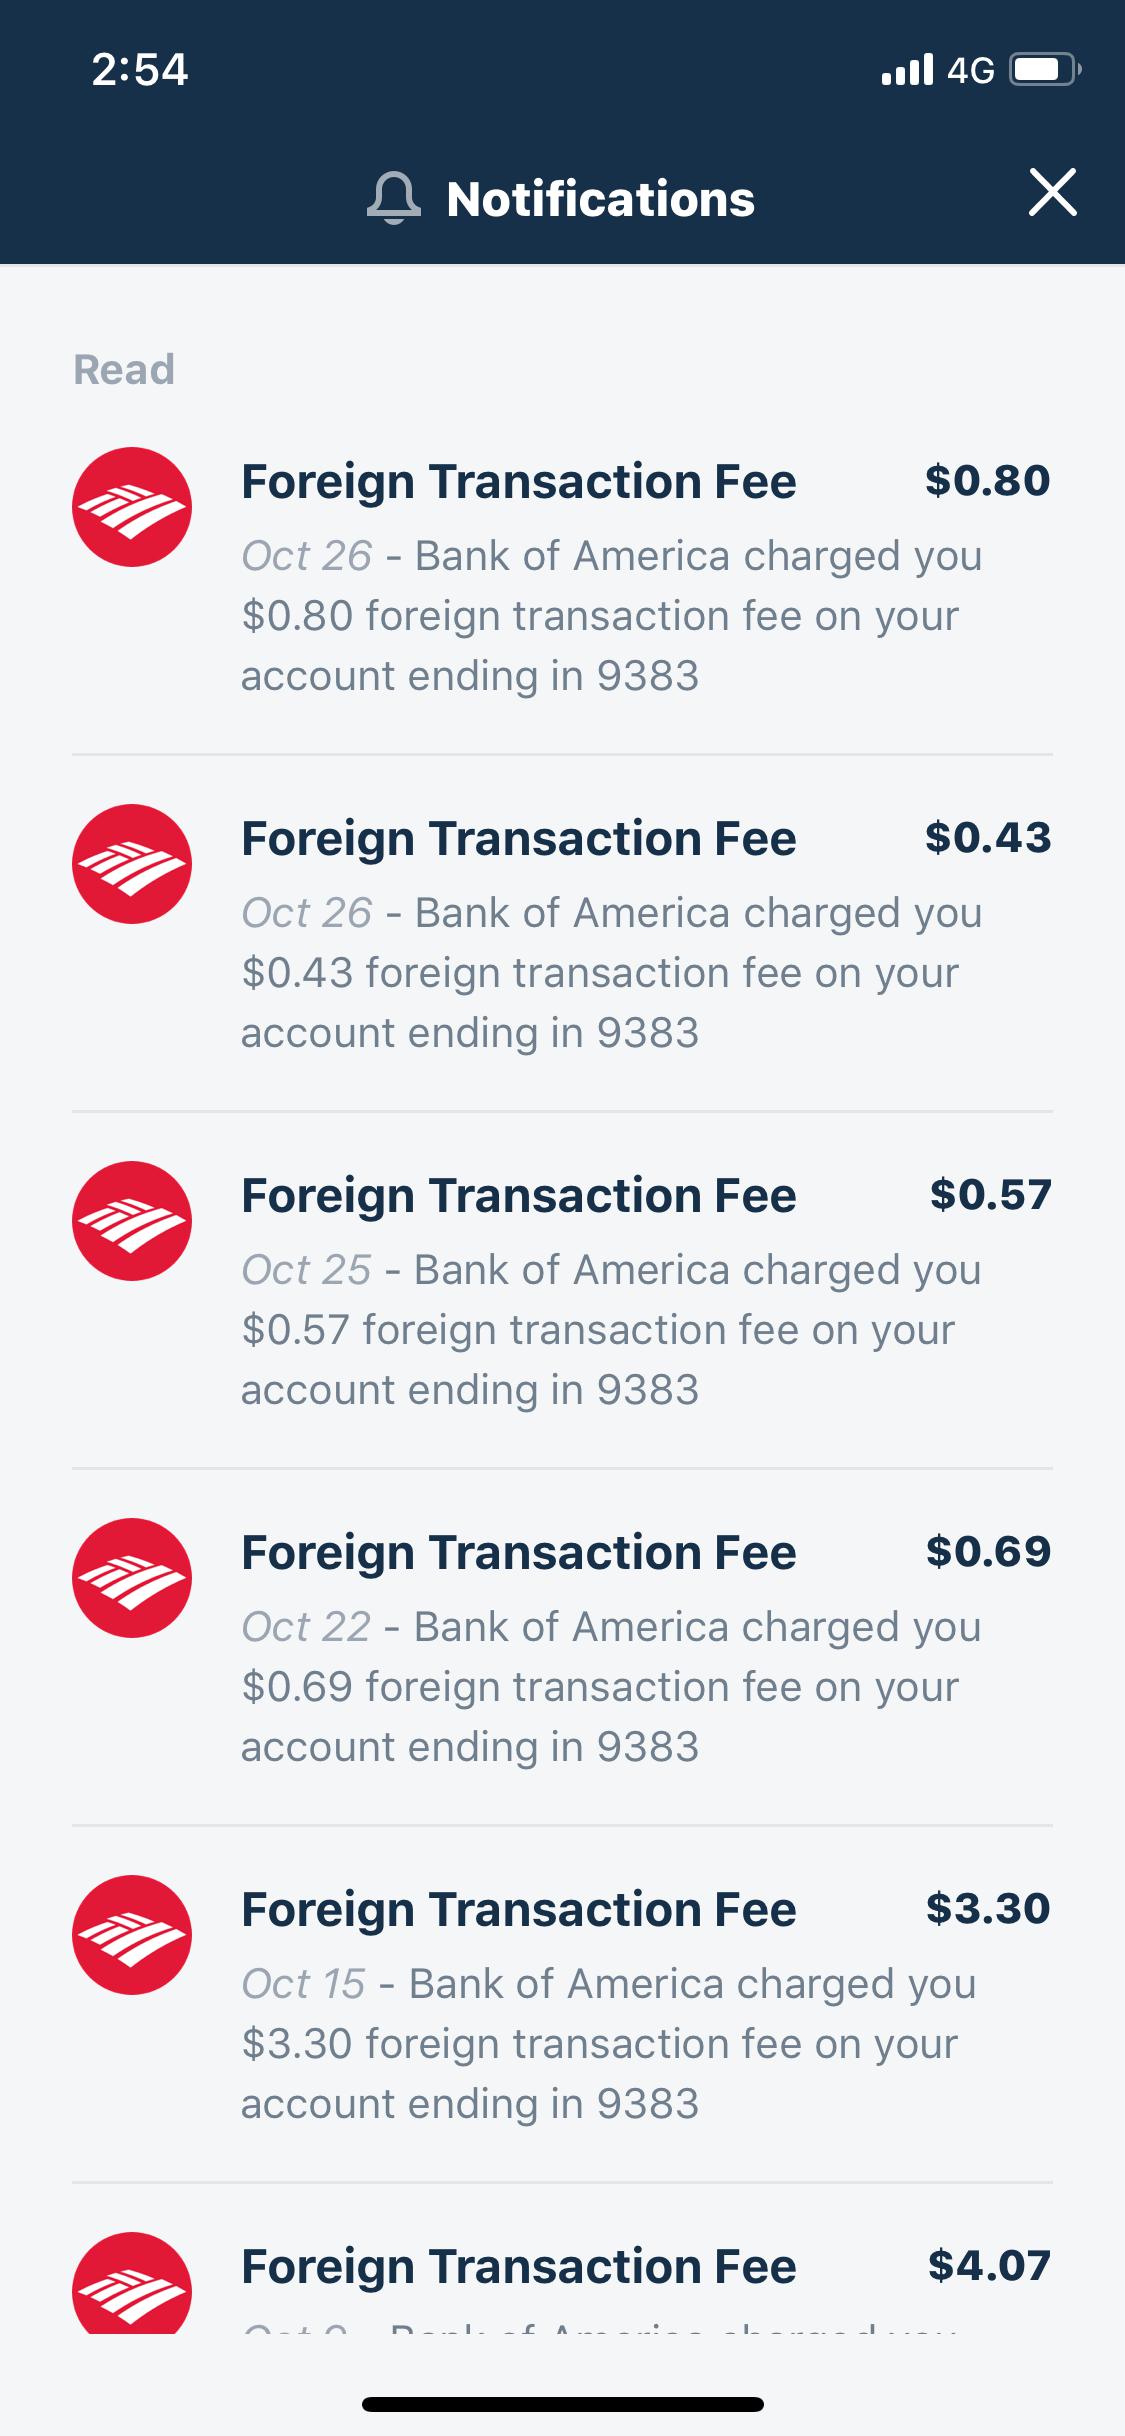 2:54
4G
Notifications
Read
Foreign Transaction Fee $0.80
Oct 26 - Bank of America charged you
$0.80 foreign transaction fee on your
account ending in 9383
Foreign Transaction Fee $0.43
Oct 26 - Bank of America charged you
$0.43 foreign transaction fee on your
account ending in 9383
Foreign Transaction Fee $0.57
Oct 25 - Bank of America charged you
$0.57 foreign transaction fee on your
account ending in 9383
Foreign Transaction Fee $0.69
Oct 22 - Bank of America charged you
$0.69 foreign transaction fee on your
account ending in 9383
Foreign Transaction Fee $3.30
Oct 15 - Bank of America charged you
$3.30 foreign transaction fee on your
account ending in 9383
Foreign Transaction Fee $4.07
Oct - Bank of America charged you